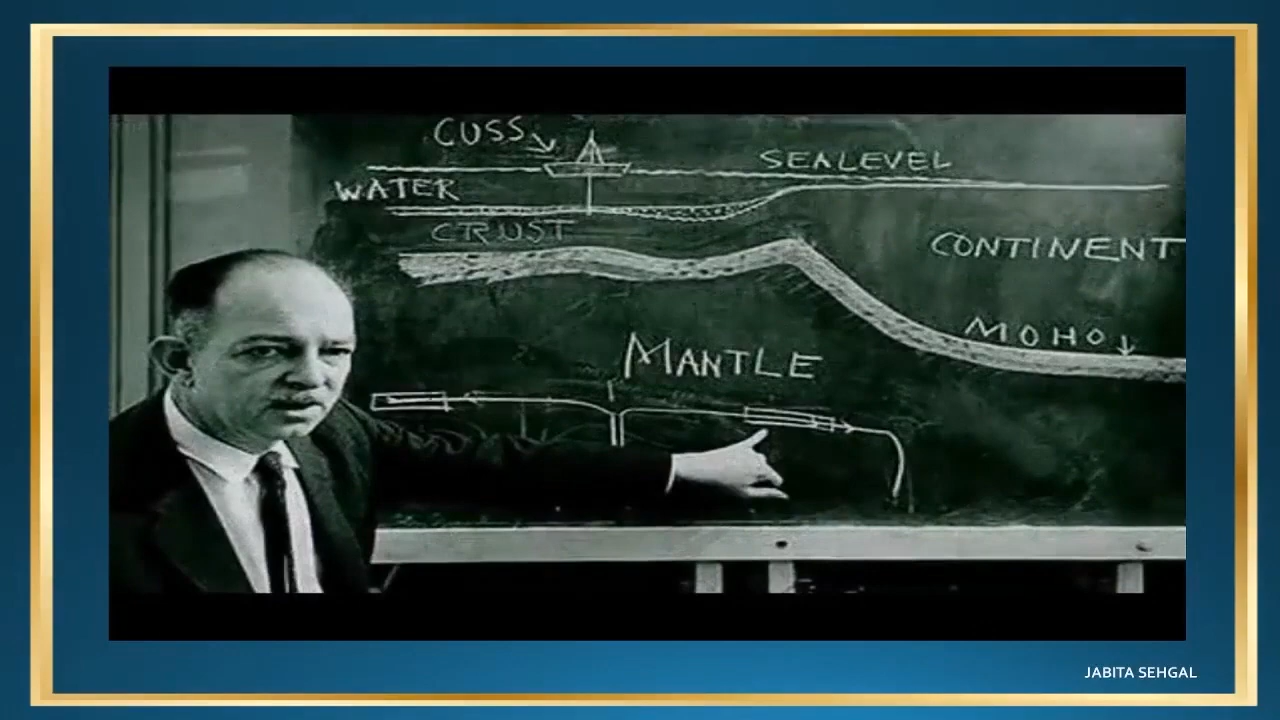 CUSS
SEALEVEL
WATER
CRUST
CONTINENT
MOHO
MANTLE
JABITA SEHGAL